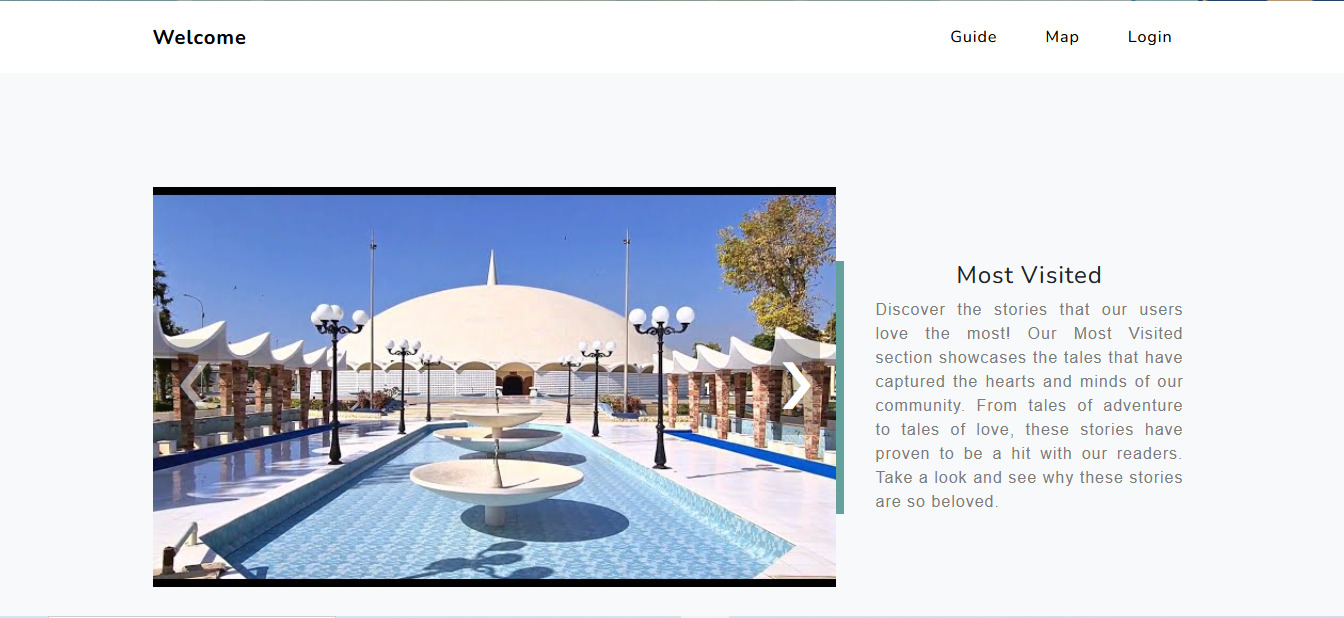 Welcome
Guide Map Login
Most Visited
Discover the stories that our users
love the most! Our Most Visited
section showcases the tales that have
captured the hearts and minds of our
community. From tales of adventure
to tales of love, these stories have
proven to be a hit with our readers.
Take a look and see why these stories
are so beloved.